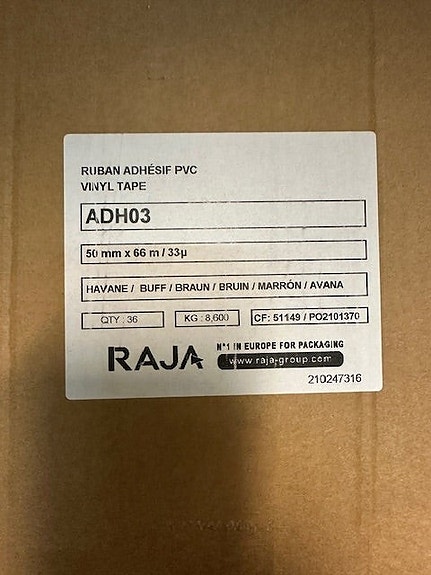 RUBAN ADHÉSIF PVC
VINYL TAPE
ADH03
50 mm x 66 m / 33µ
HAVANE / BUFF / BRAUN / BRUIN / MARRÓN / AVANA
QTY : 36 KG : 8,600 CF: 51149 / PO2101370
RAJA N°1 IN EUROPE FOR PACKAGING
www.raja-group.com
210247316